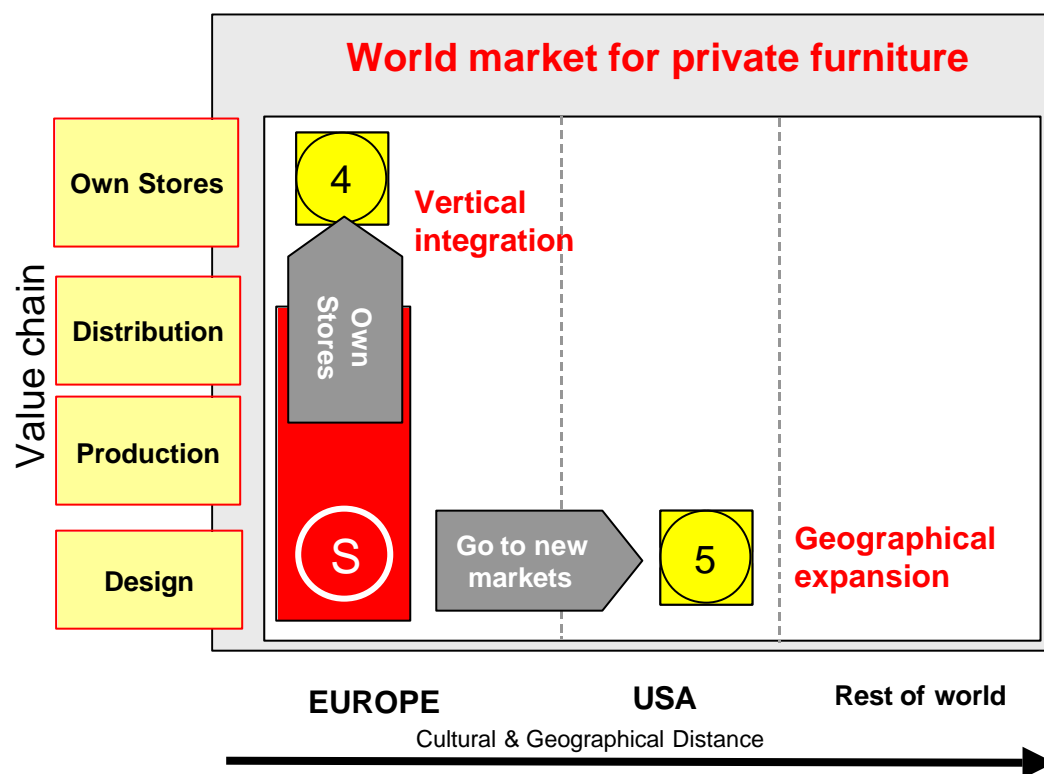 World market for private furniture
Own Stores
4
Vertical
integration
Own
Stores
Value chain
Distribution
Production
Design
S
Go to new
markets
5
Geographical
expansion
EUROPE
USA
Rest of world
Cultural & Geographical Distance